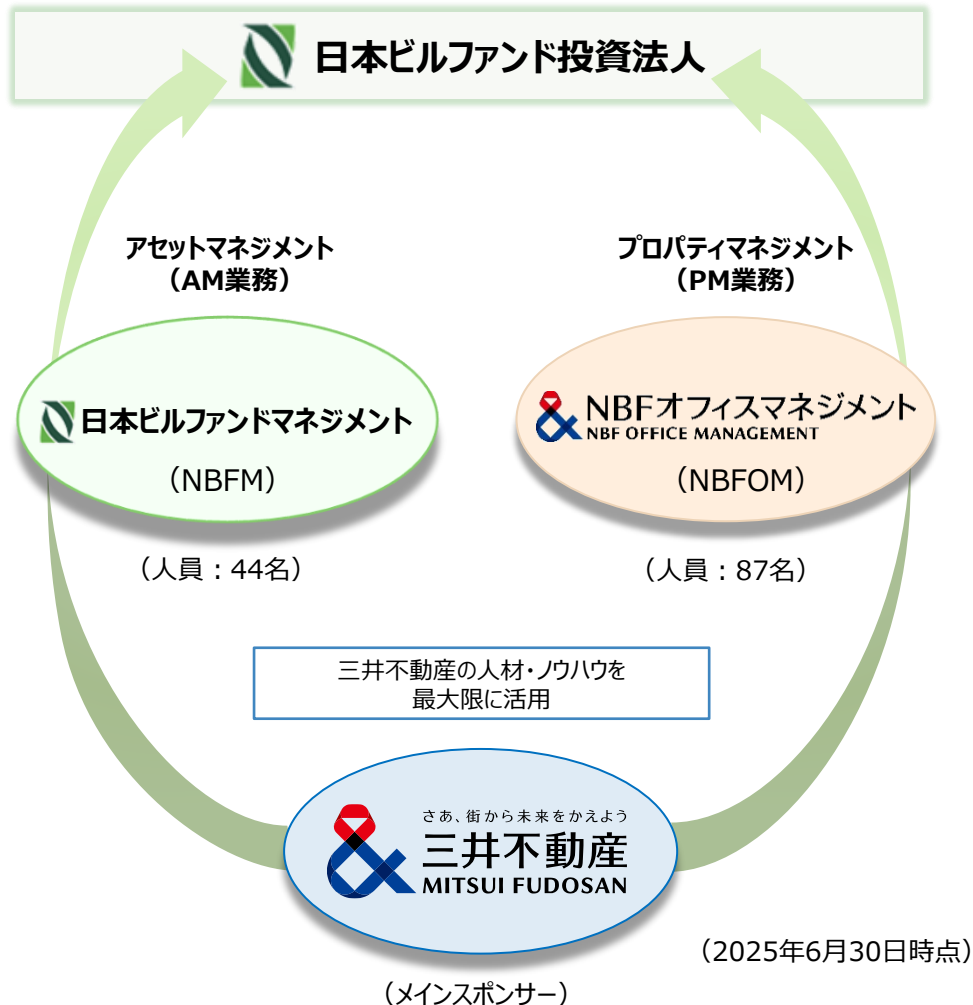 日本ビルファンド投資法人
アセットマネジメント
（AM業務）
プロパティマネジメント
（PM業務）
日本ビルファンドマネジメント
（NBFM）
NBFオフィスマネジメント
NBF OFFICE MANAGEMENT
（NBFOM）
（人員：44名）
（人員：87名）
三井不動産の人材・ノウハウを
最大限に活用
さあ、街から未来をかえよう
三井不動産
MITSUI FUDOSAN
（2025年6月30日時点）
（メインスポンサー）